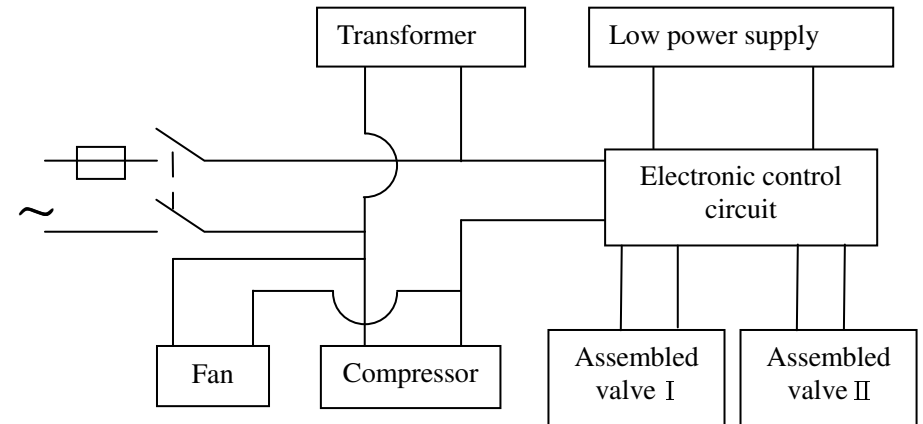 Transformer
Low power supply
~
Electronic control
circuit
Fan
Compressor
Assembled
valve Ⅰ
Assembled
valve Ⅱ